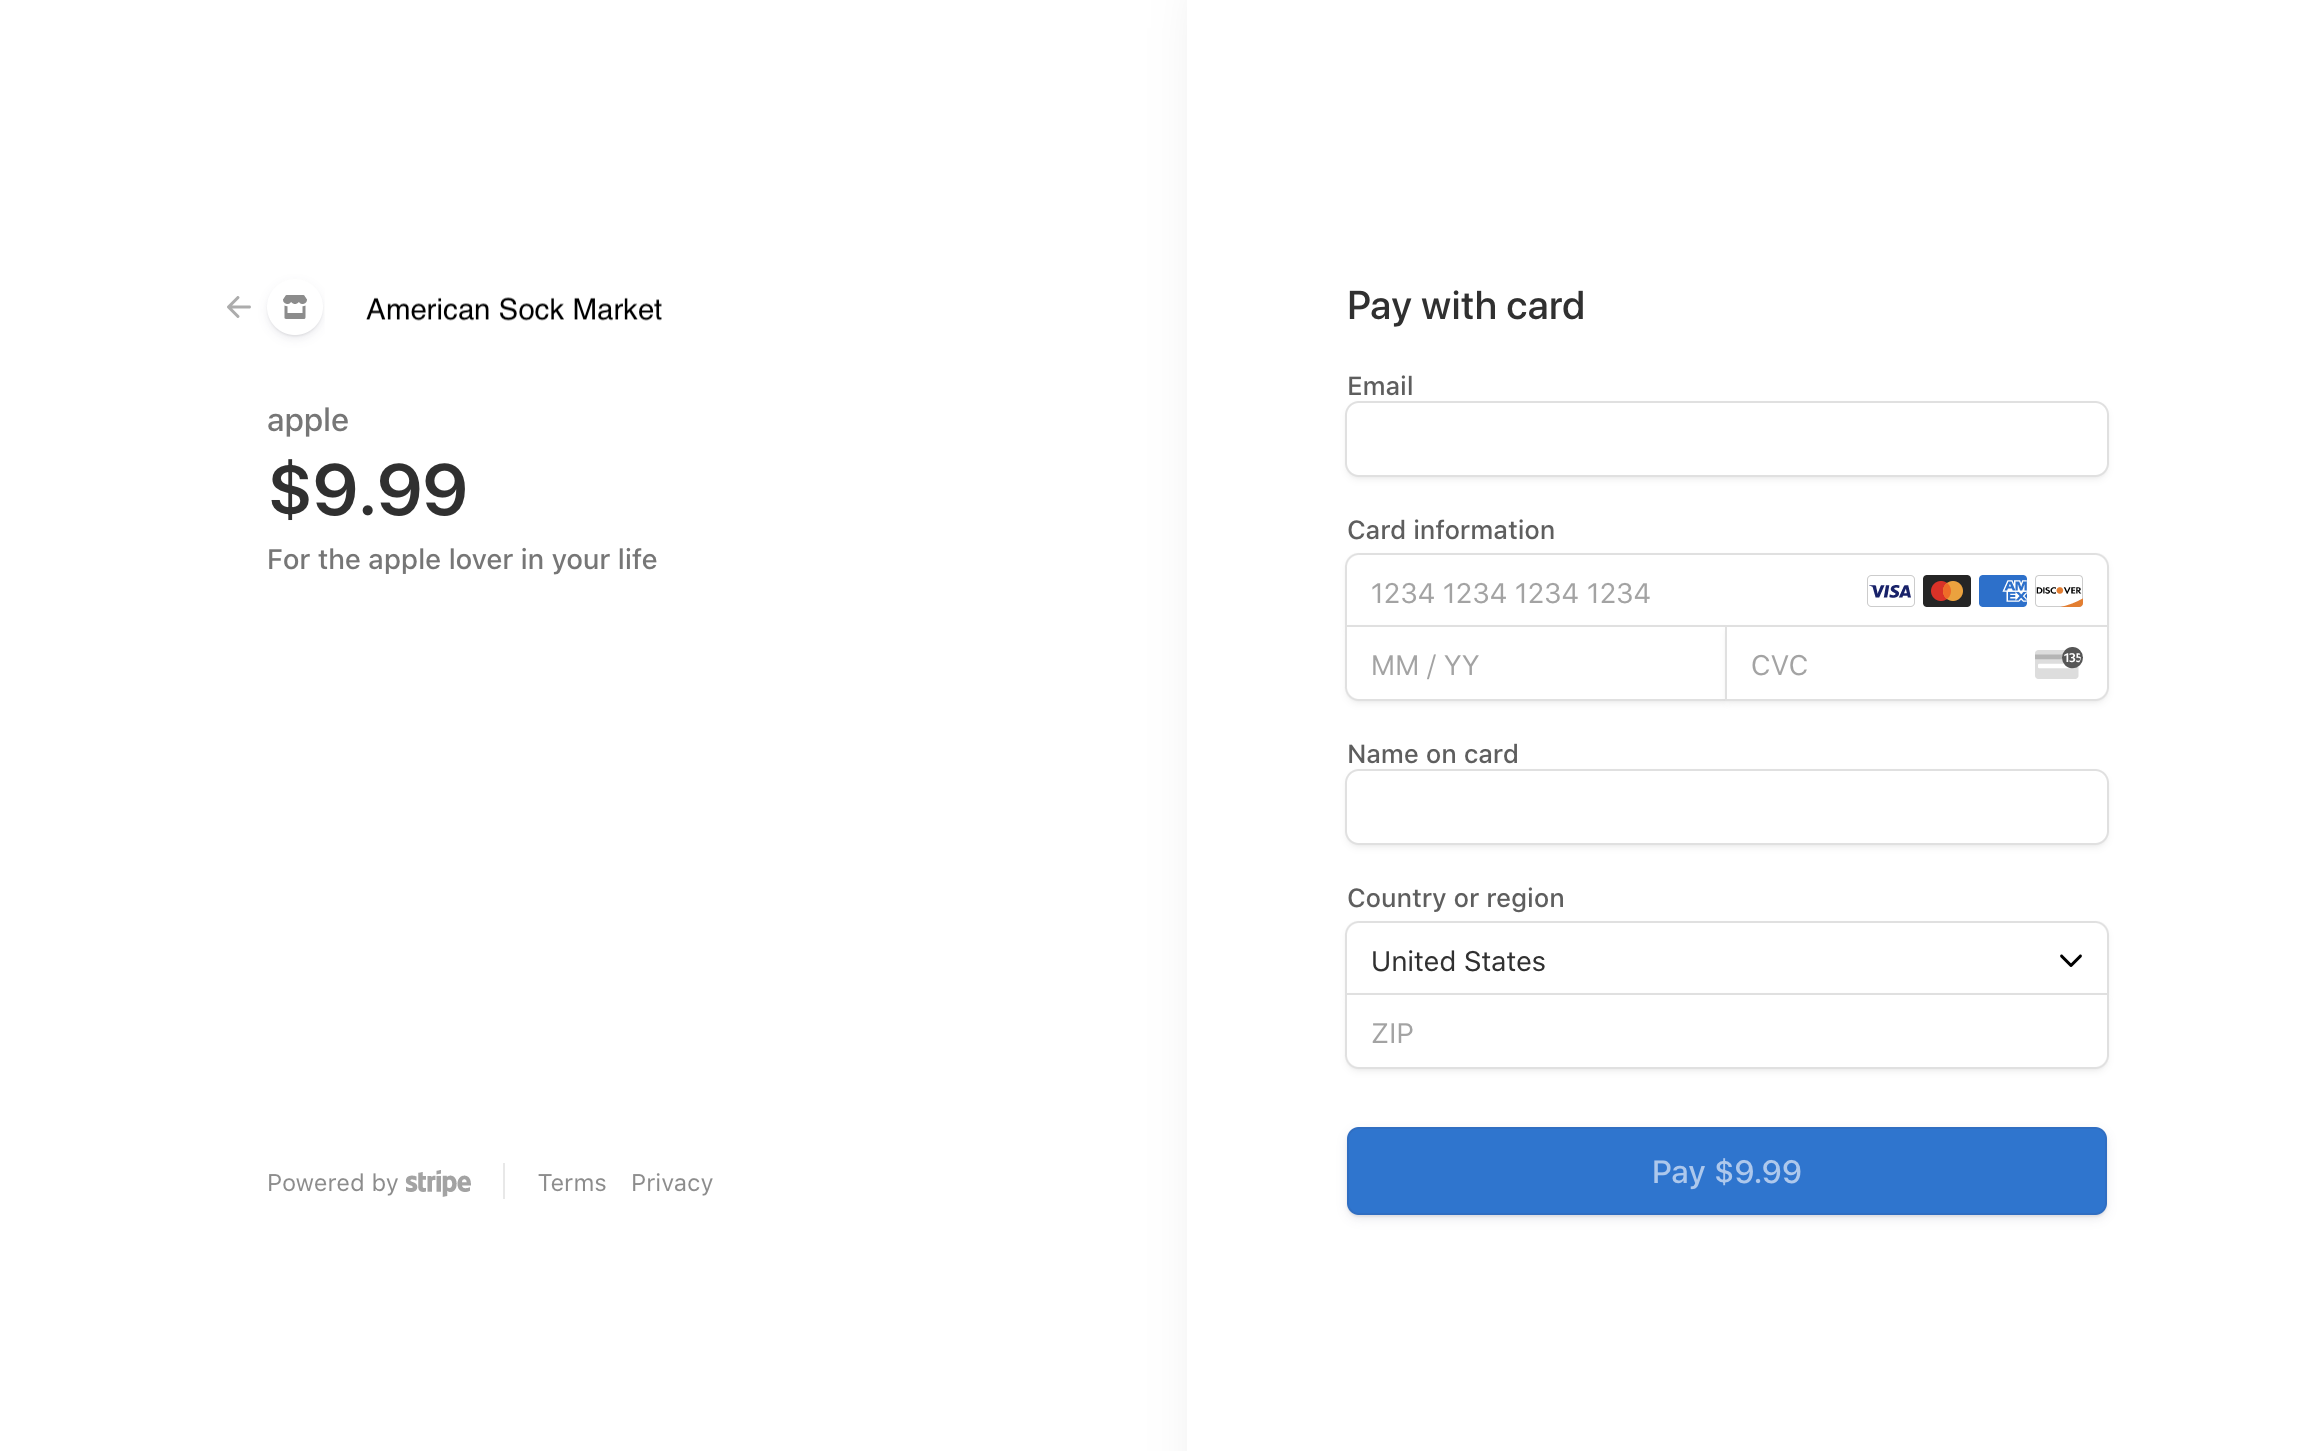 American Sock Market
apple
$9.99
For the apple lover in your life
Powered by stripe
Terms Privacy
Pay with card
Email
Card information
1234 1234 1234 1234
VISA
AM
EX
DISCOVER
MM / YY
CVC
135
Name on card
Country or region
United States
ZIP
Pay $9.99